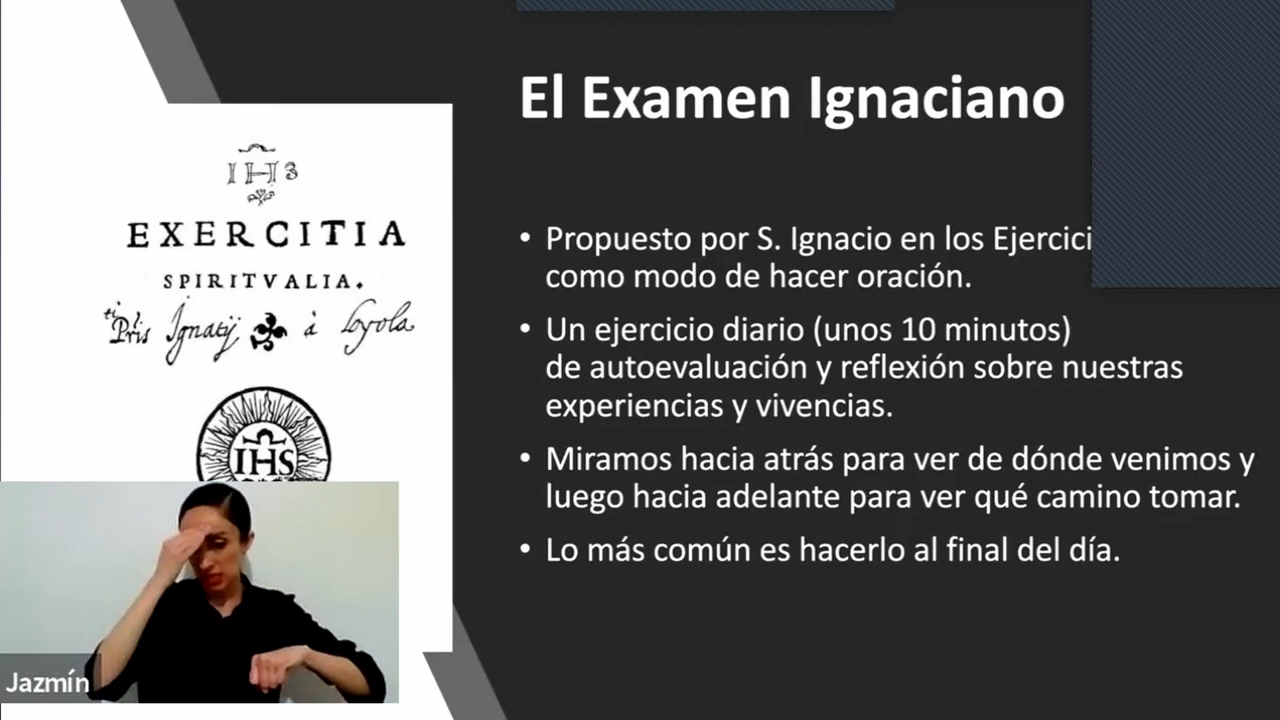 El Examen Ignaciano
IHS
EXERCITIA
SPIRITVALIA.
Pris Ignatij à Loyola
IHS
• Propuesto por S. Ignacio en los Ejercici
como modo de hacer oración.
• Un ejercicio diario (unos 10 minutos)
de autoevaluación y reflexión sobre nuestras
experiencias y vivencias.
• Miramos hacia atrás para ver de dónde venimos y
luego hacia adelante para ver qué camino tomar.
• Lo más común es hacerlo al final del día.
Jazmín